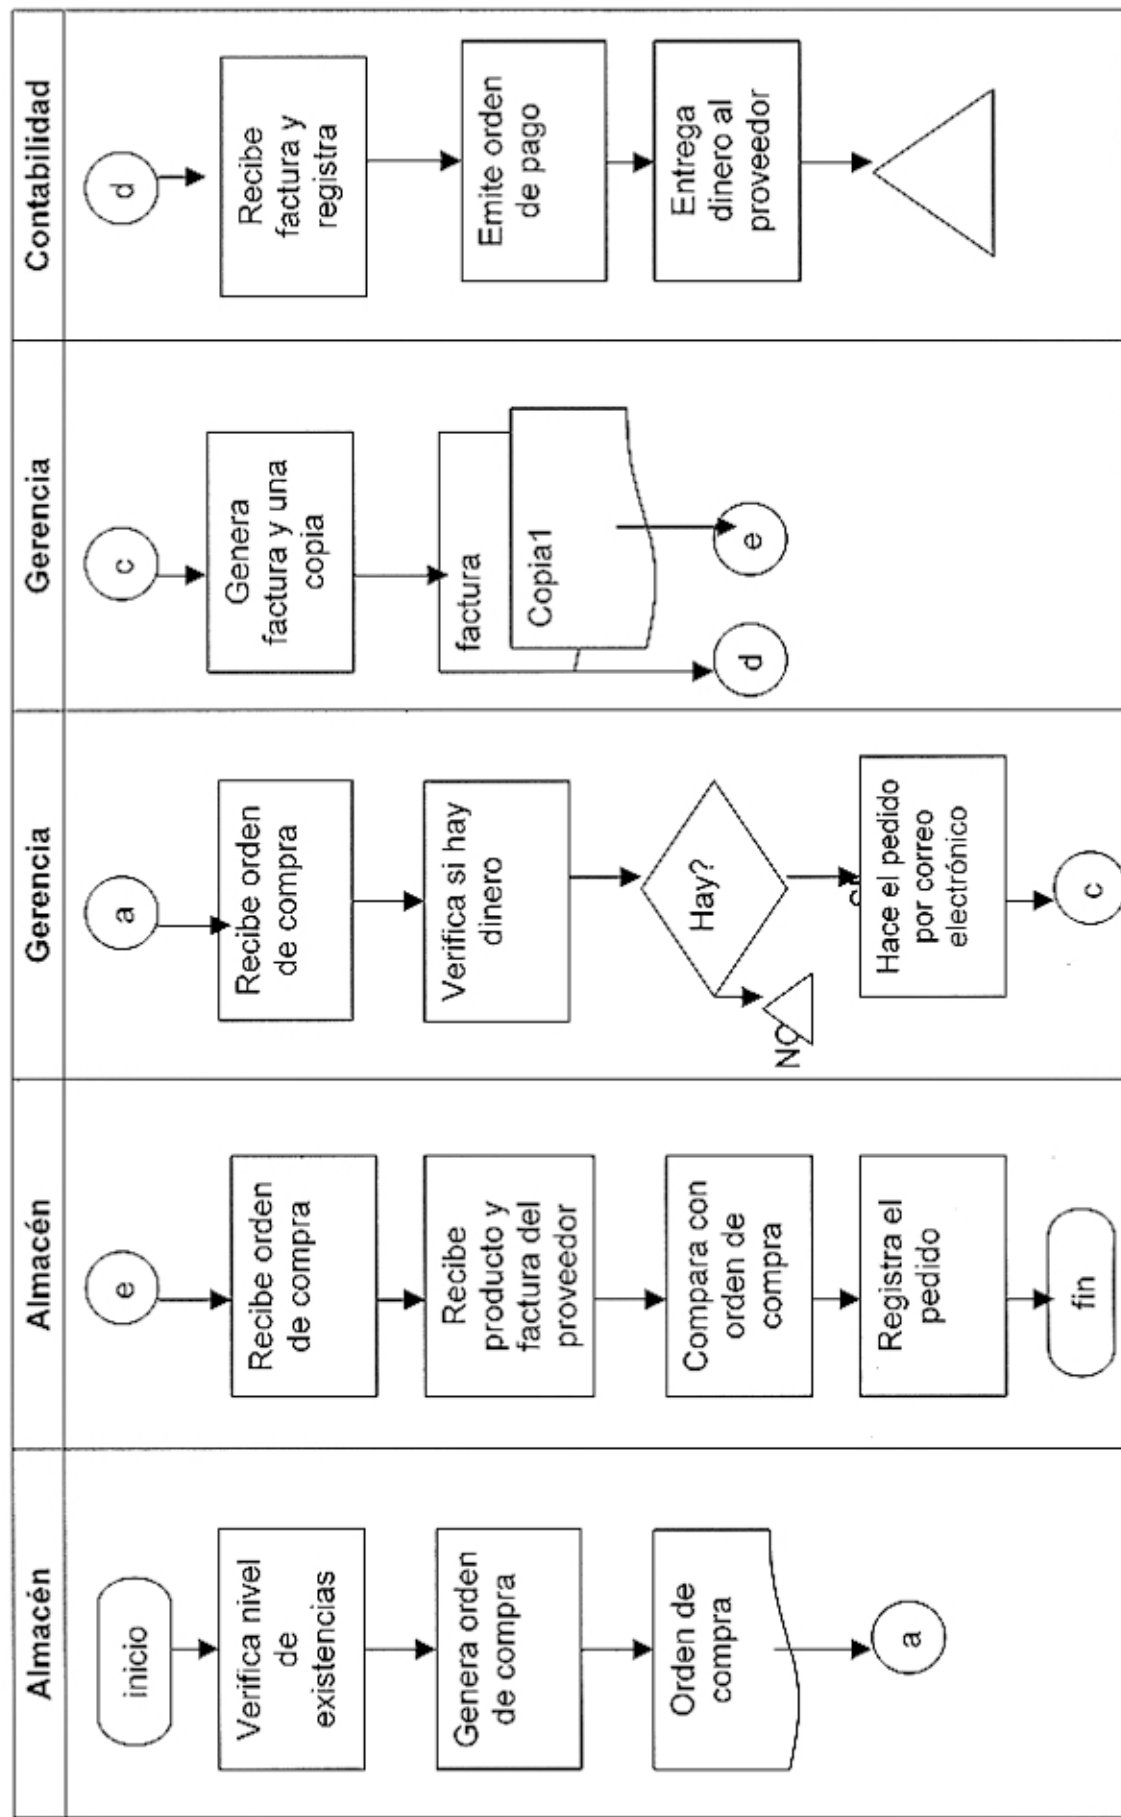 Almacén
inicio
Verifica nivel
de
existencias
Genera orden
de compra
Orden de
compra
a
Almacén
e
Recibe orden
de compra
Recibe
producto y
factura del
proveedor
Compara con
orden de
compra
Registra el
pedido
fin
Gerencia
a
Recibe orden
de compra
Verifica si hay
dinero
Hay?
NO
Hace el pedido
por correo
electrónico
c
Gerencia
c
Genera
factura y una
copia
factura
Copia1
d
e
Contabilidad
d
Recibe
factura y
registra
Emite orden
de pago
Entrega
dinero al
proveedor